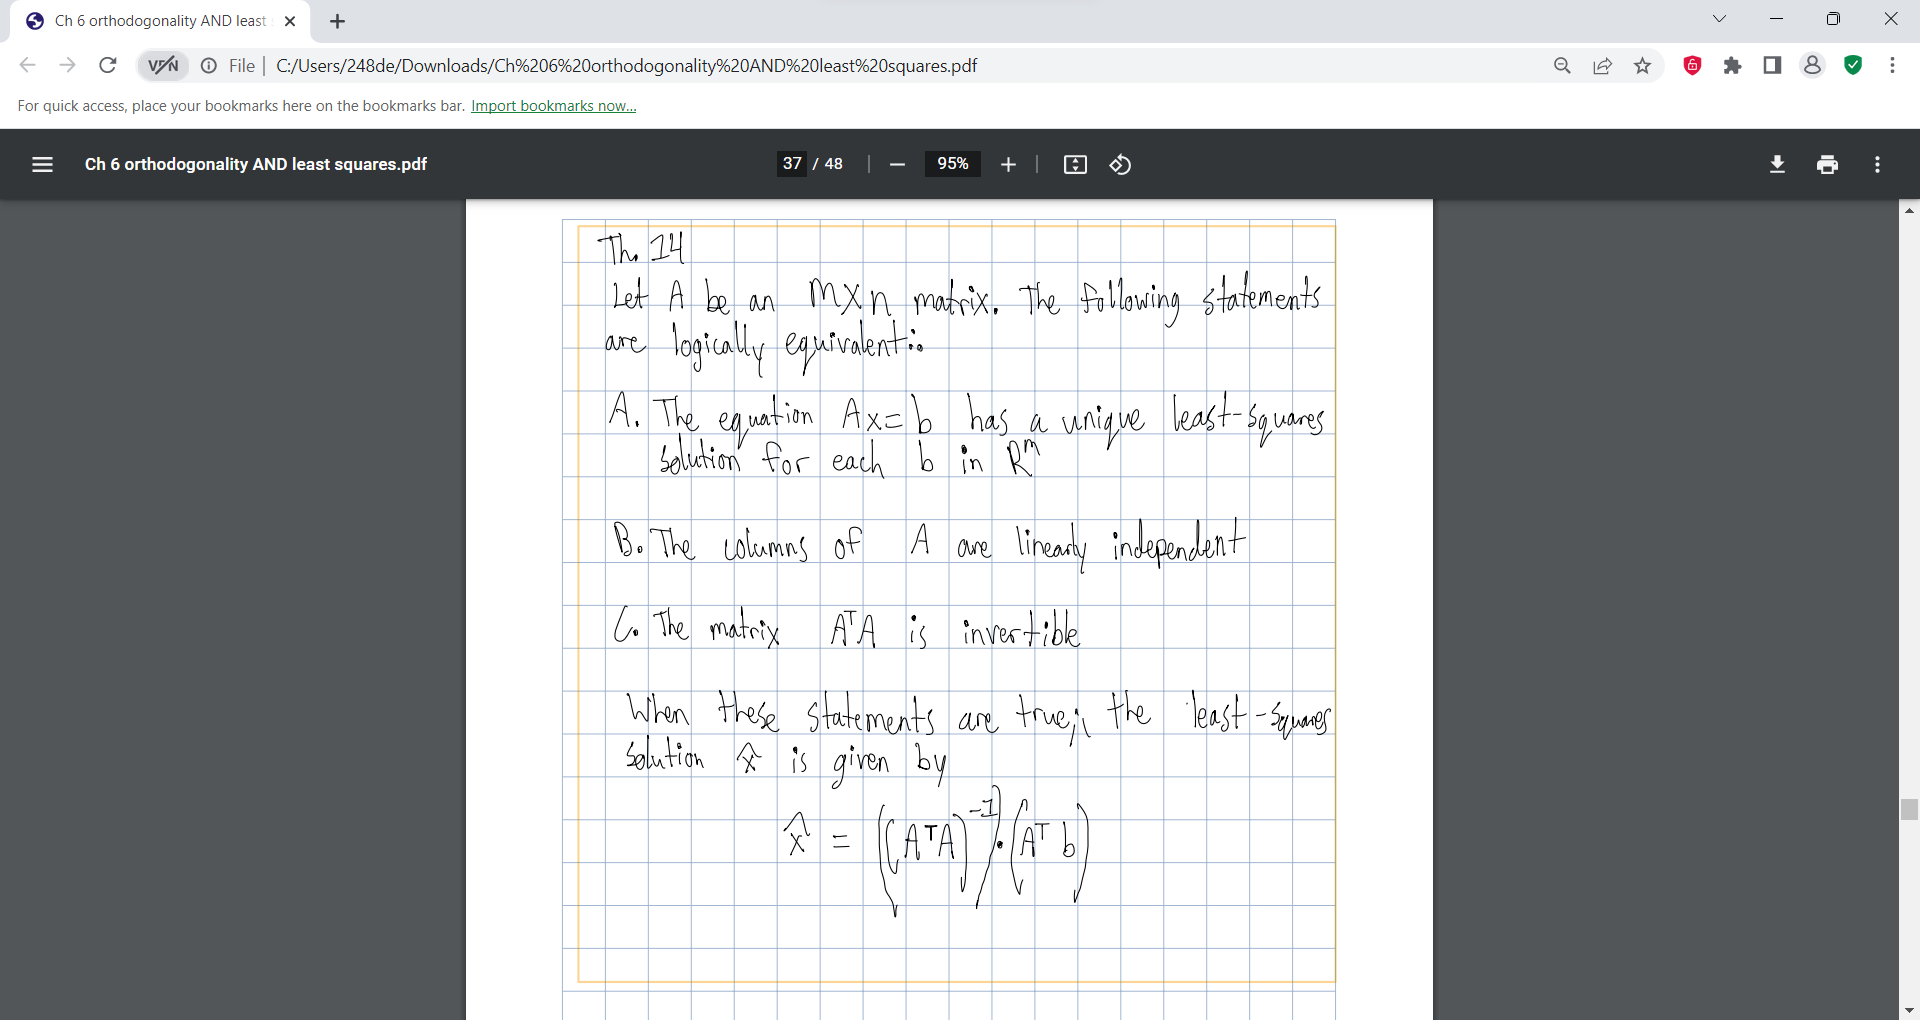 Ch 6 orthodogonality AND least
VPN File C:/Users/248de/Downloads/Ch%206%20orthodogonality%20AND%20least%20squares.pdf
For quick access, place your bookmarks here on the bookmarks bar. Import bookmarks now...
Ch 6 orthodogonality AND least squares.pdf 37 / 48 95%
Th. 14
Let A be an m×n matrix. The following statements
are logically equivalent:
A. The equation Ax=b has a unique least-squares
solution for each b in Rᵐ
B. The columns of A are linearly independent
C. The matrix AᵀA is invertible
When these statements are true, the least-squares
solution x̂ is given by
x̂ = ((AᵀA)⁻¹)·(Aᵀ b)